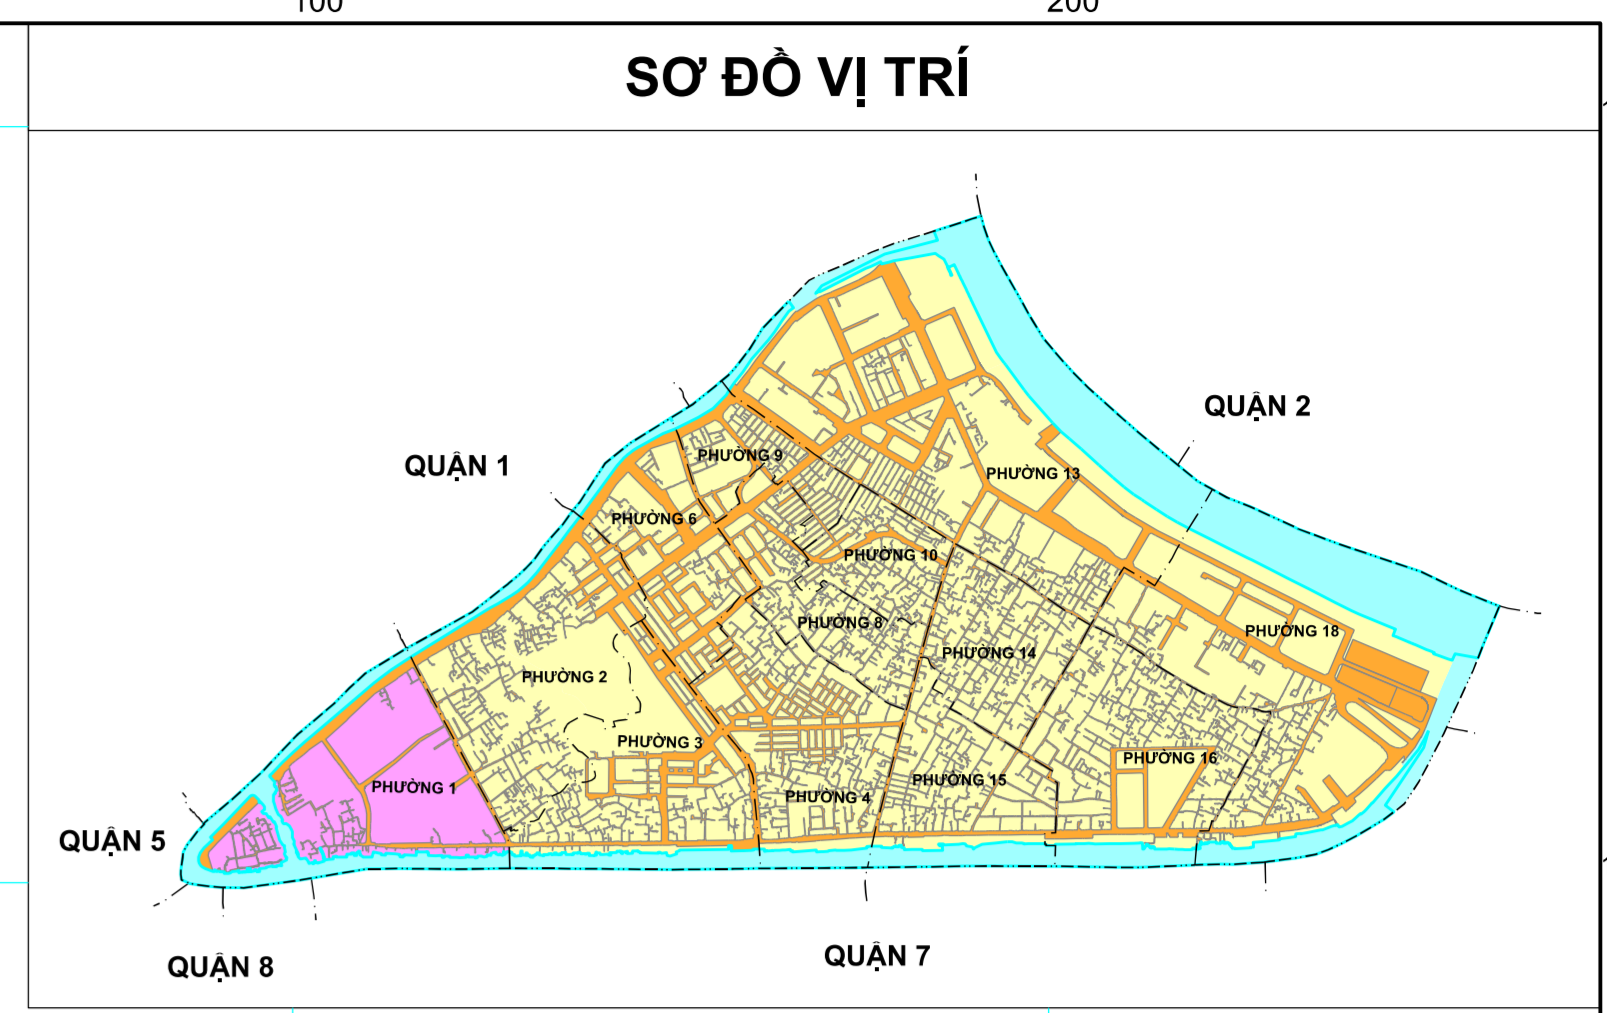 100 200
SƠ ĐỒ VỊ TRÍ
QUẬN 2
PHƯỜNG 9
QUẬN 1
PHƯỜNG 13
PHƯỜNG 6
PHƯỜNG 10
PHƯỜNG 8
PHƯỜNG 18
PHƯỜNG 14
PHƯỜNG 2
PHƯỜNG 3
PHƯỜNG 16
PHƯỜNG 15
PHƯỜNG 1
PHƯỜNG 4
QUẬN 5
QUẬN 7
QUẬN 8